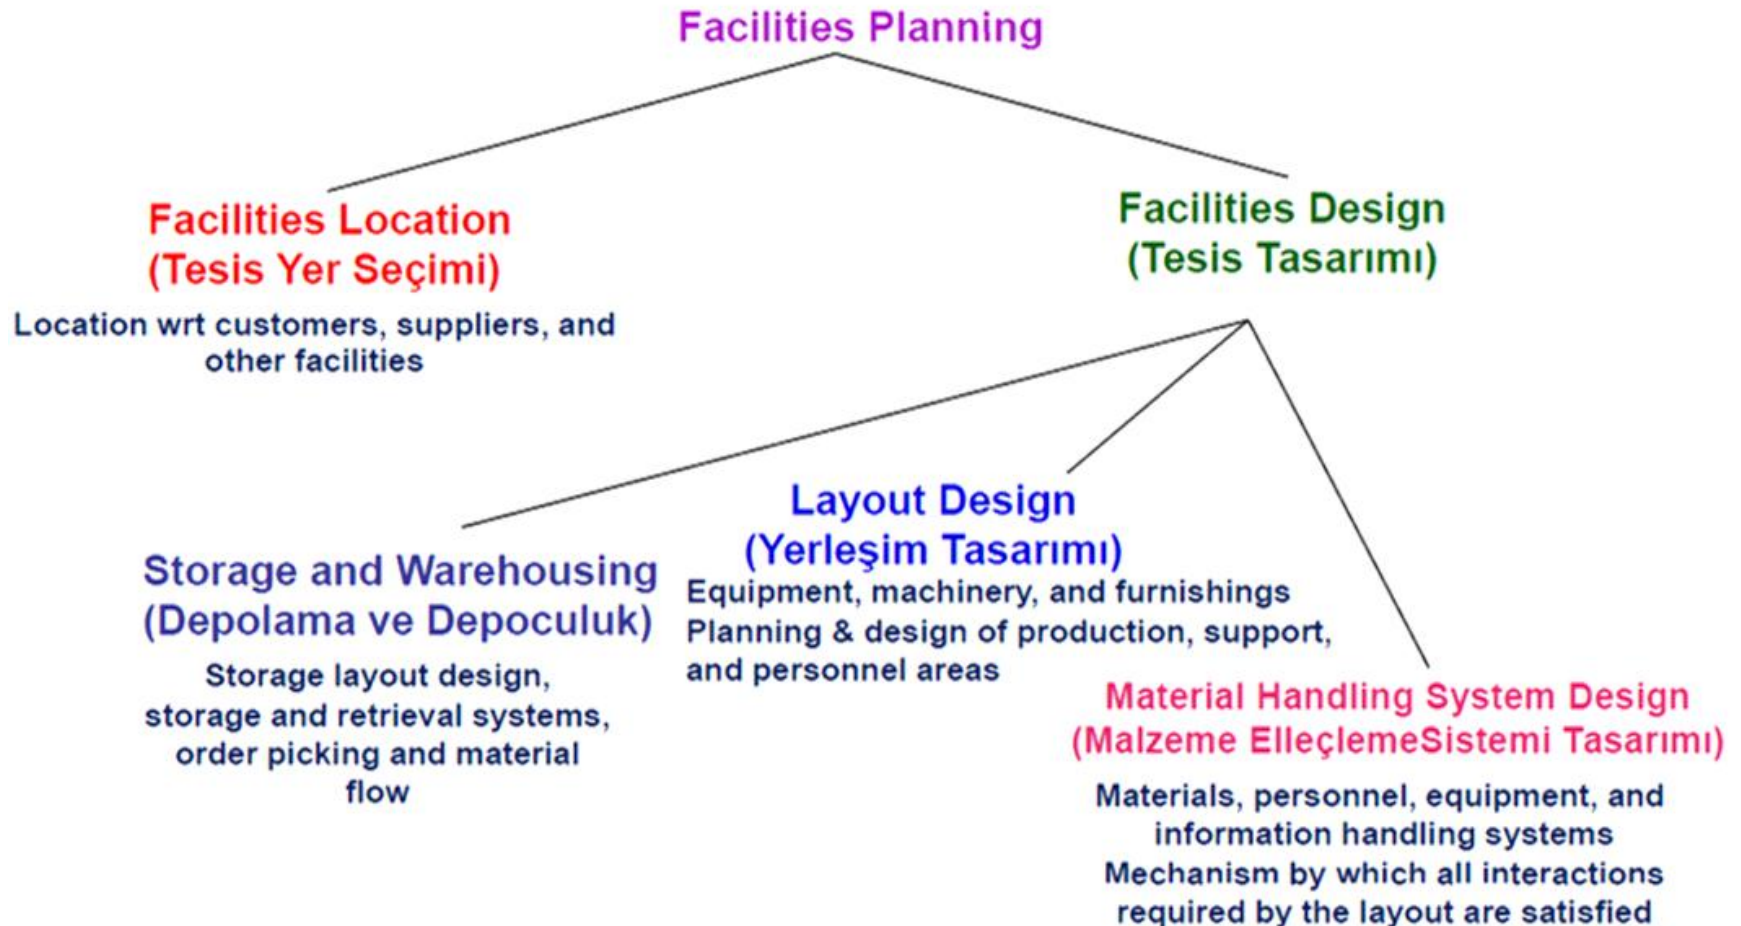 Facilities Planning
Facilities Location
(Tesis Yer Seçimi)
Location wrt customers, suppliers, and
other facilities
Facilities Design
(Tesis Tasarımı)
Storage and Warehousing
(Depolama ve Depoculuk)
Storage layout design,
storage and retrieval systems,
order picking and material
flow
Layout Design
(Yerleşim Tasarımı)
Equipment, machinery, and furnishings
Planning & design of production, support,
and personnel areas
Material Handling System Design
(Malzeme ElleçlemeSistemi Tasarımı)
Materials, personnel, equipment, and
information handling systems
Mechanism by which all interactions
required by the layout are satisfied